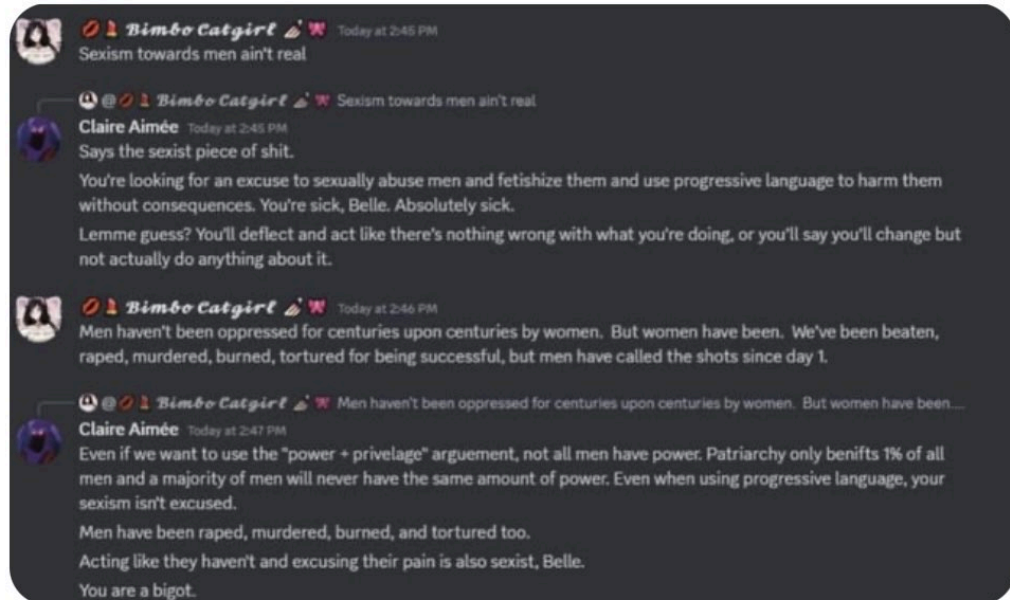 Bimbo Catgirl Today at 2:45 PM
Sexism towards men ain't real
@ Bimbo Catgirl Sexism towards men ain't real
Claire Aimée Today at 2:45 PM
Says the sexist piece of shit.
You're looking for an excuse to sexually abuse men and fetishize them and use progressive language to harm them
without consequences. You're sick, Belle. Absolutely sick.
Lemme guess? You'll deflect and act like there's nothing wrong with what you're doing, or you'll say you'll change but
not actually do anything about it.
Bimbo Catgirl Today at 2:46 PM
Men haven't been oppressed for centuries upon centuries by women. But women have been. We've been beaten,
raped, murdered, burned, tortured for being successful, but men have called the shots since day 1.
@ Bimbo Catgirl Men haven't been oppressed for centuries upon centuries by women. But women have been....
Claire Aimée Today at 2:47 PM
Even if we want to use the "power + privelage" arguement, not all men have power. Patriarchy only benifts 1% of all
men and a majority of men will never have the same amount of power. Even when using progressive language, your
sexism isn't excused.
Men have been raped, murdered, burned, and tortured too.
Acting like they haven't and excusing their pain is also sexist, Belle.
You are a bigot.